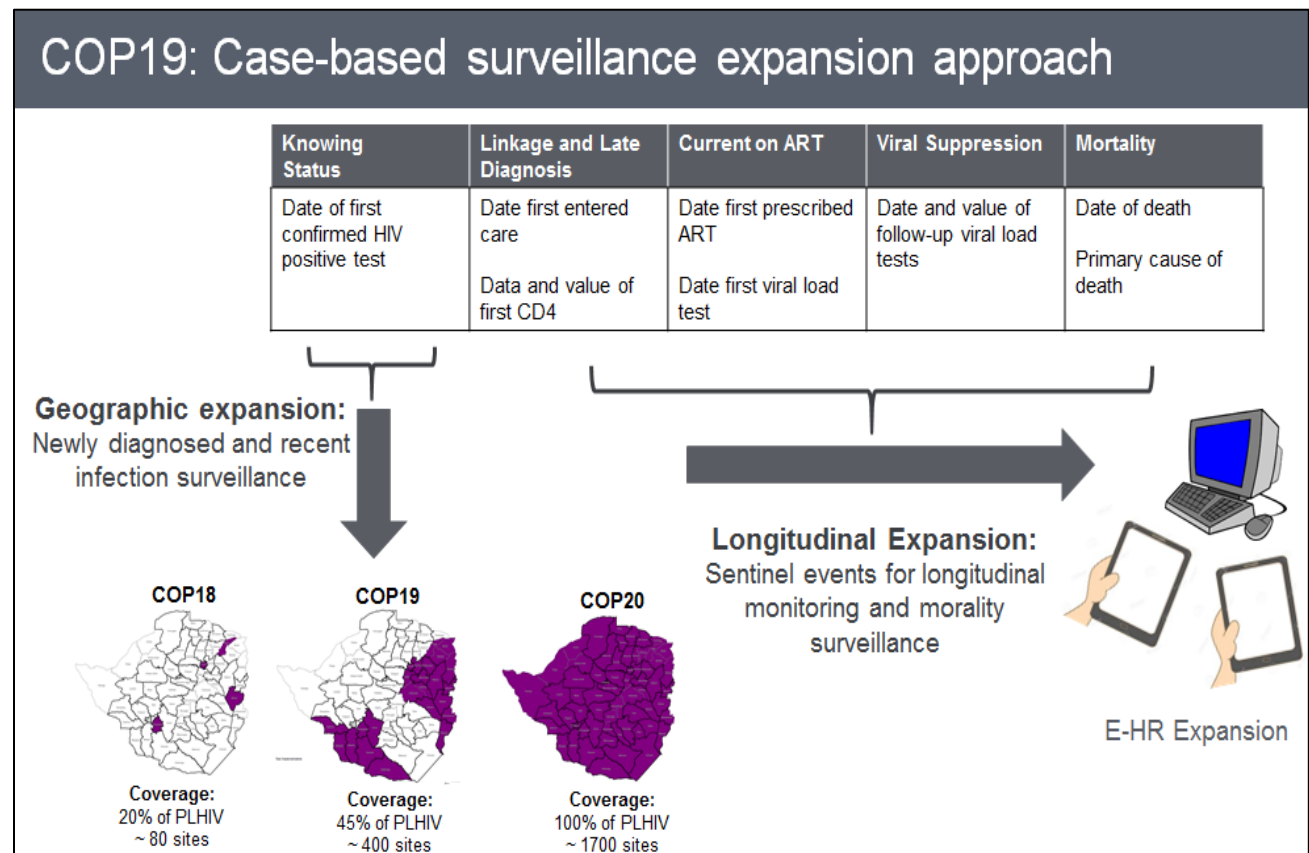 COP19: Case-based surveillance expansion approach
Knowing
Status
Linkage and Late
Diagnosis
Current on ART
Viral Suppression
Mortality
Date of first
confirmed HIV
positive test
Date first entered
care
Data and value of
first CD4
Date first prescribed
ART
Date first viral load
test
Date and value of
follow-up viral load
tests
Date of death
Primary cause of
death
Geographic expansion:
Newly diagnosed and recent
infection surveillance
Longitudinal Expansion:
Sentinel events for longitudinal
monitoring and morality
surveillance
E-HR Expansion
COP18
Coverage:
20% of PLHIV
~ 80 sites
COP19
Coverage:
45% of PLHIV
~ 400 sites
COP20
Coverage:
100% of PLHIV
~ 1700 sites